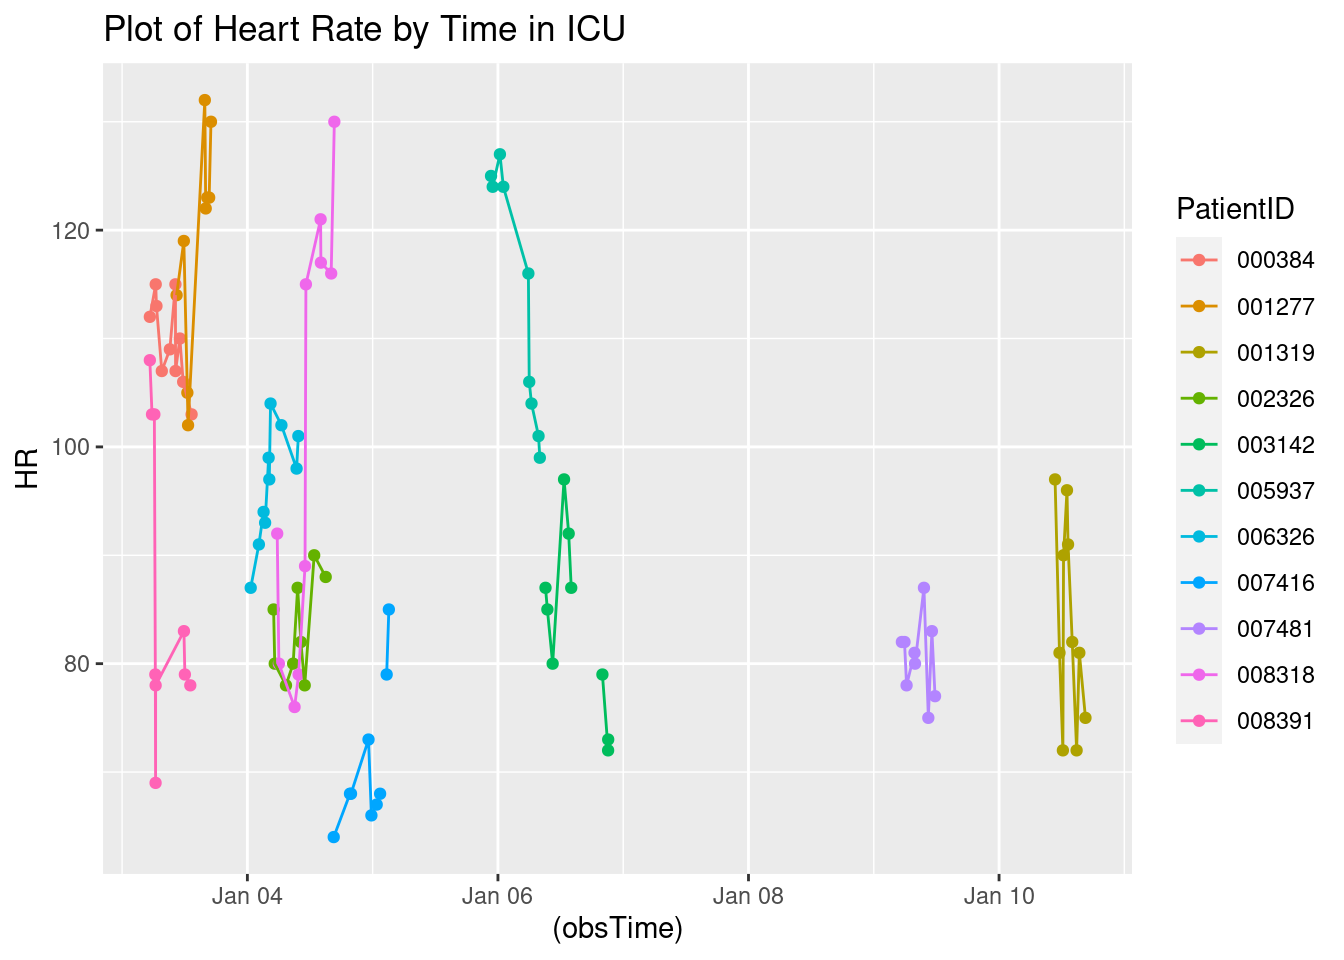 Plot of Heart Rate by Time in ICU
HR
120
100
80
Jan 04
Jan 06
Jan 08
Jan 10
(obsTime)
PatientID
000384
001277
001319
002326
003142
005937
006326
007416
007481
008318
008391